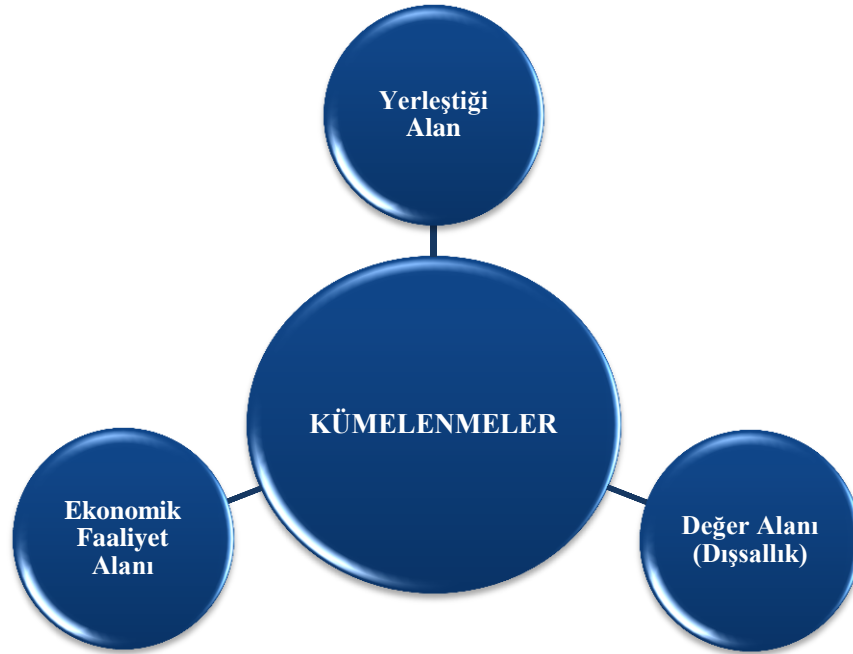 Yerleştiği
Alan
KÜMELENMELER
Ekonomik
Faaliyet
Alanı
Değer Alanı
(Dışsallık)